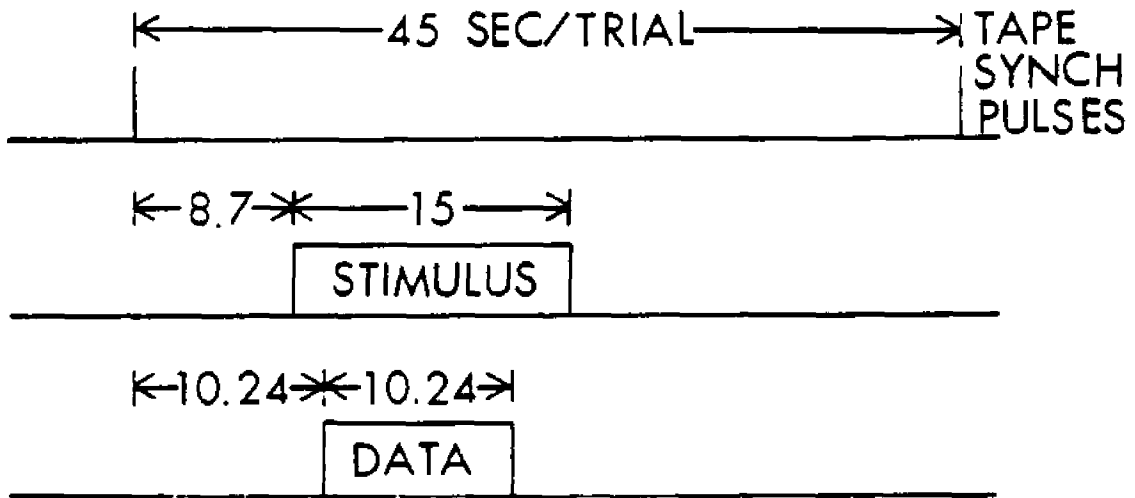 45 SEC/TRIAL
TAPE
SYNCH
PULSES
8.7 15
STIMULUS
10.24 10.24
DATA